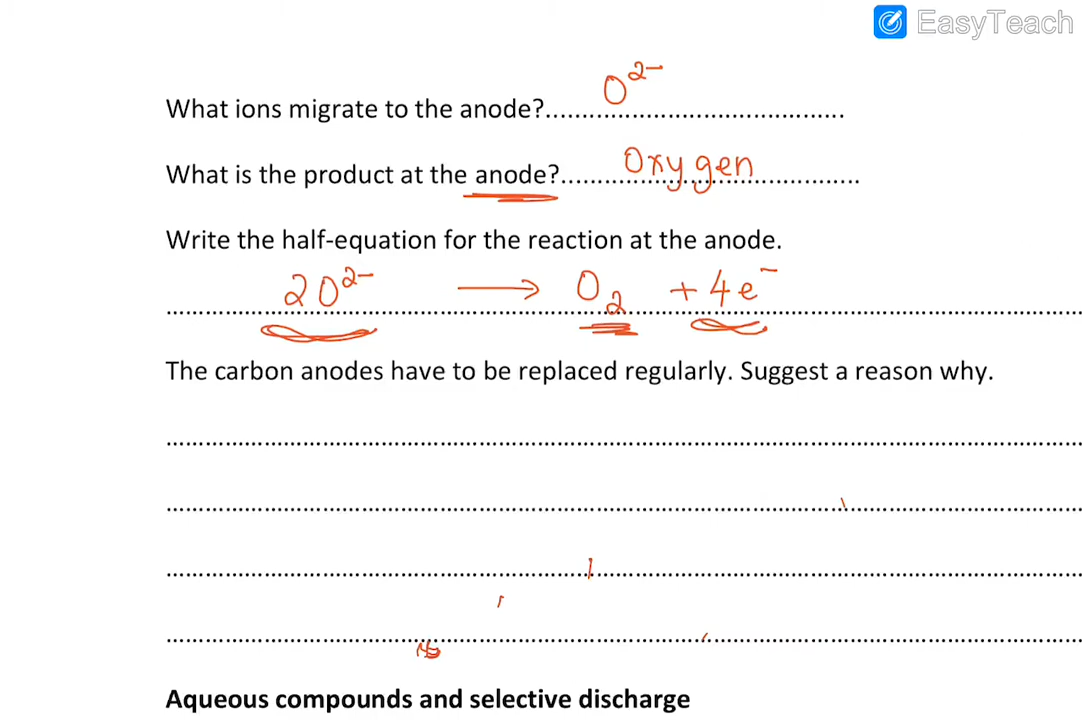 EasyTeach
What ions migrate to the anode?.......................................... O²⁻
What is the product at the anode?.......................................... Oxygen
Write the half-equation for the reaction at the anode.
2O²⁻ → O₂ + 4e⁻
The carbon anodes have to be replaced regularly. Suggest a reason why.
Aqueous compounds and selective discharge